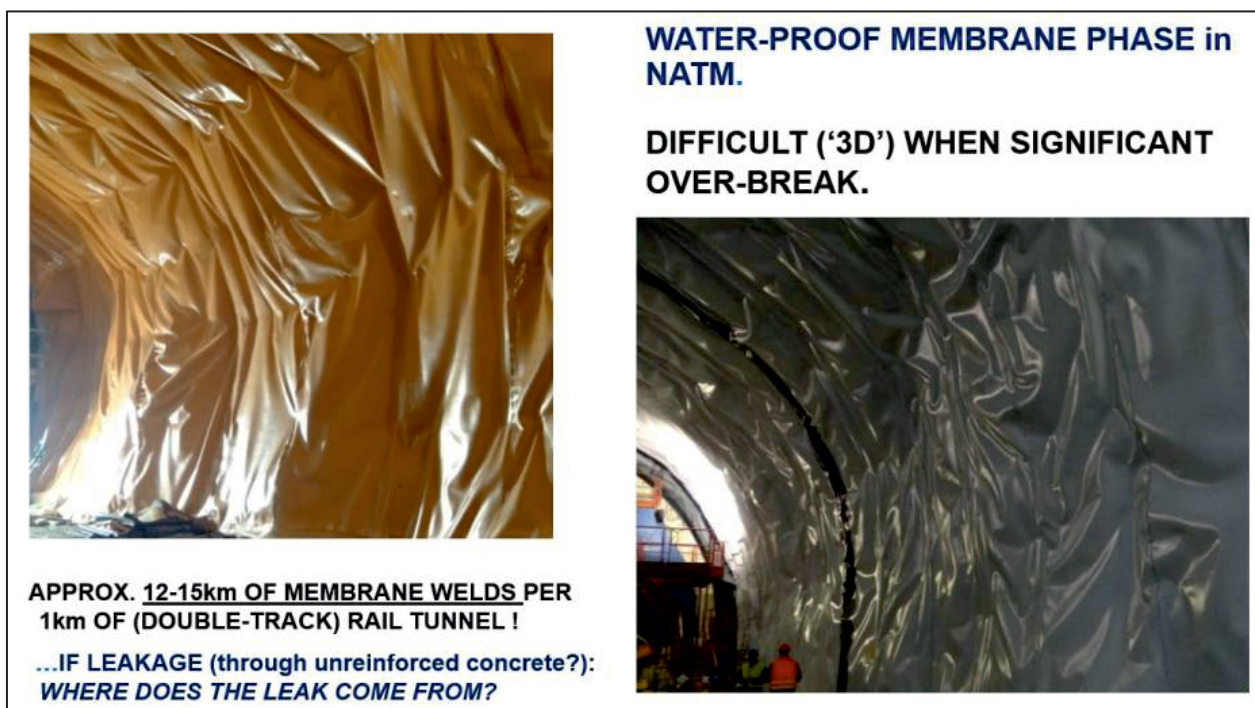 WATER-PROOF MEMBRANE PHASE in
NATM.
DIFFICULT ('3D') WHEN SIGNIFICANT
OVER-BREAK.
APPROX. 12-15km OF MEMBRANE WELDS PER
1km OF (DOUBLE-TRACK) RAIL TUNNEL !
...IF LEAKAGE (through unreinforced concrete?):
WHERE DOES THE LEAK COME FROM?